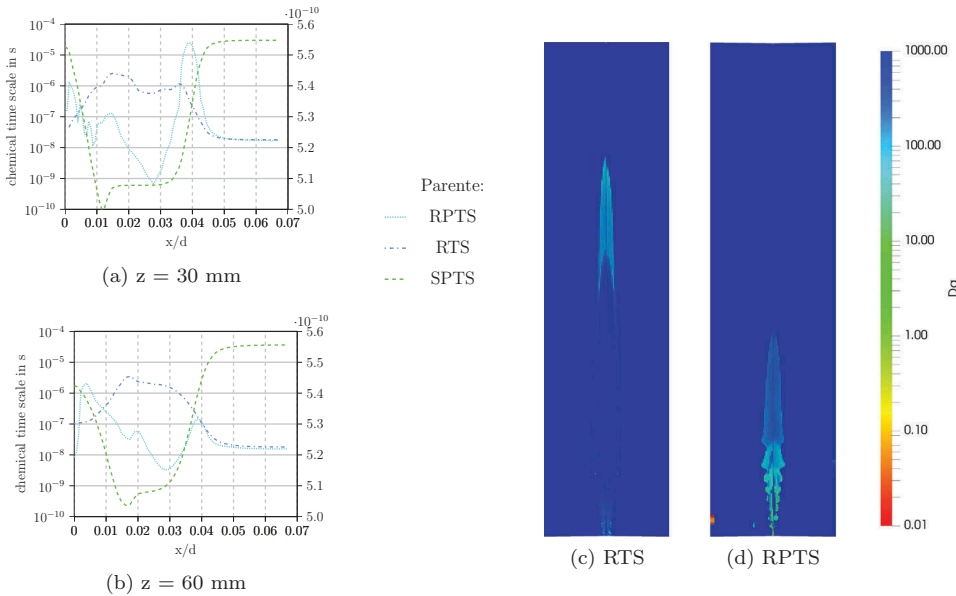 ·10⁻¹⁰
10⁻⁴
10⁻⁵
10⁻⁶
10⁻⁷
10⁻⁸
10⁻⁹
10⁻¹⁰
chemical time scale in s
5.6
5.5
5.4
5.3
5.2
5.1
5.0
0 0.01 0.02 0.03 0.04 0.05 0.06 0.07
x/d
(a) z = 30 mm
5.6·10⁻¹⁰
10⁻⁴
10⁻⁵
10⁻⁶
10⁻⁷
10⁻⁸
10⁻⁹
10⁻¹⁰
chemical time scale in s
5.5
5.4
5.3
5.2
5.1
5.0
0 0.01 0.02 0.03 0.04 0.05 0.06 0.07
x/d
(b) z = 60 mm
Parente:
RPTS
RTS
SPTS
(c) RTS
(d) RPTS
1000.00
100.00
10.00
1.00
0.10
0.01
Da